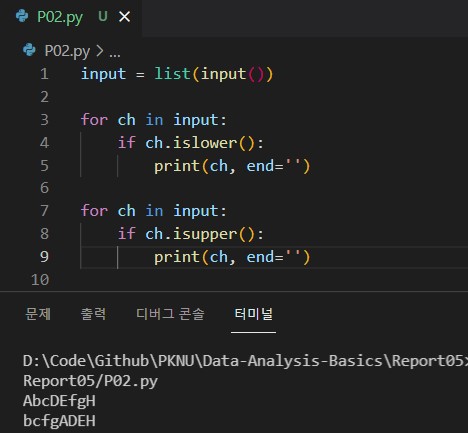 P02.py U
P02.py > ...
1 input = list(input())
2
3 for ch in input:
4 if ch.islower():
5 print(ch, end='')
6
7 for ch in input:
8 if ch.isupper():
9 print(ch, end='')
10
문제 출력 디버그 콘솔 터미널
D:\Code\Github\PKNU\Data-Analysis-Basics\Report05>
Report05/P02.py
AbcDEfgH
bcfgADEH